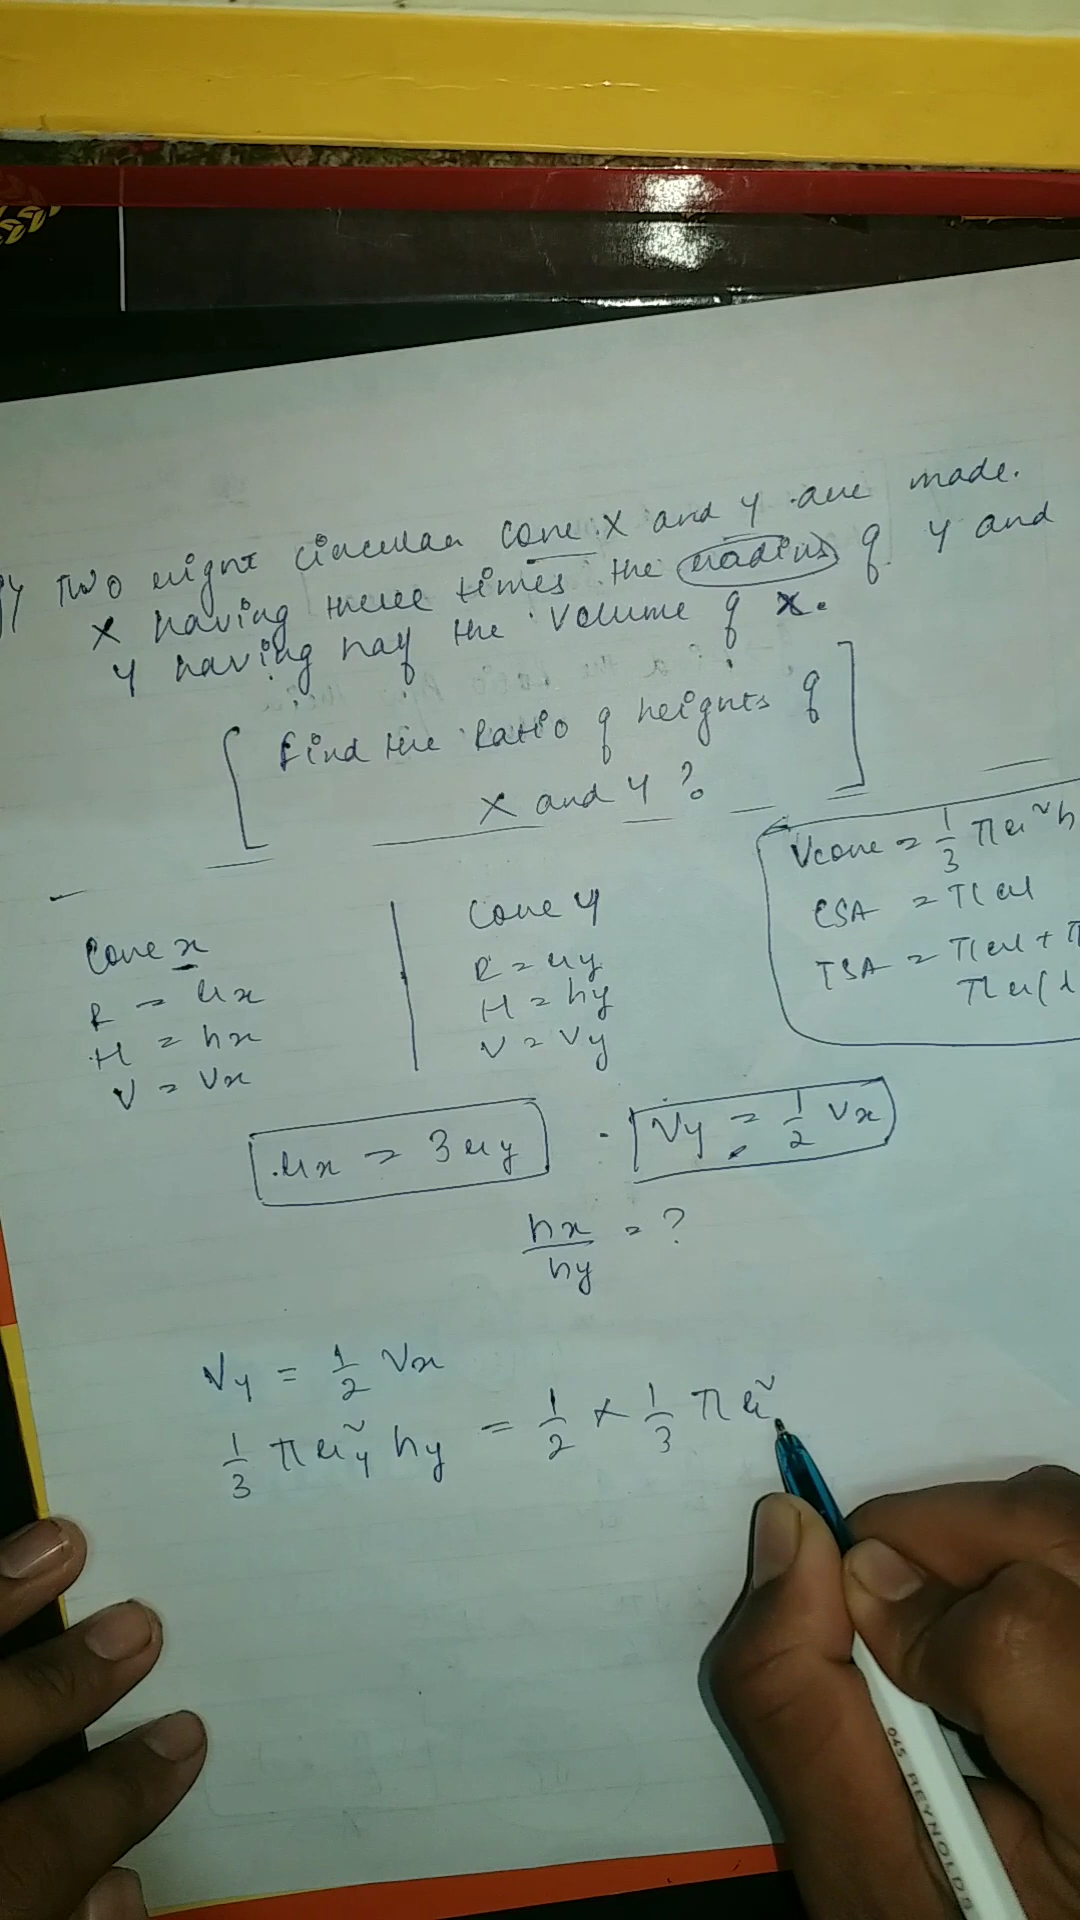 Two right circular cone X and Y are made.
X having three times the radius of Y and
Y having haf the volume of X.
find the Ratio of heights of
X and Y?
Vcone = 1/3 πr²h
CSA = πrl
TSA = πrl + π
πr(l
Cone x
R = rx
H = hx
V = Vx
Cone y
R = ry
H = hy
V = Vy
rx = 3ry
Vy = 1/2 Vx
hx/hy = ?
Vy = 1/2 Vx
1/3 πr²y hy = 1/2 × 1/3 πr²
045 REYNOLDS